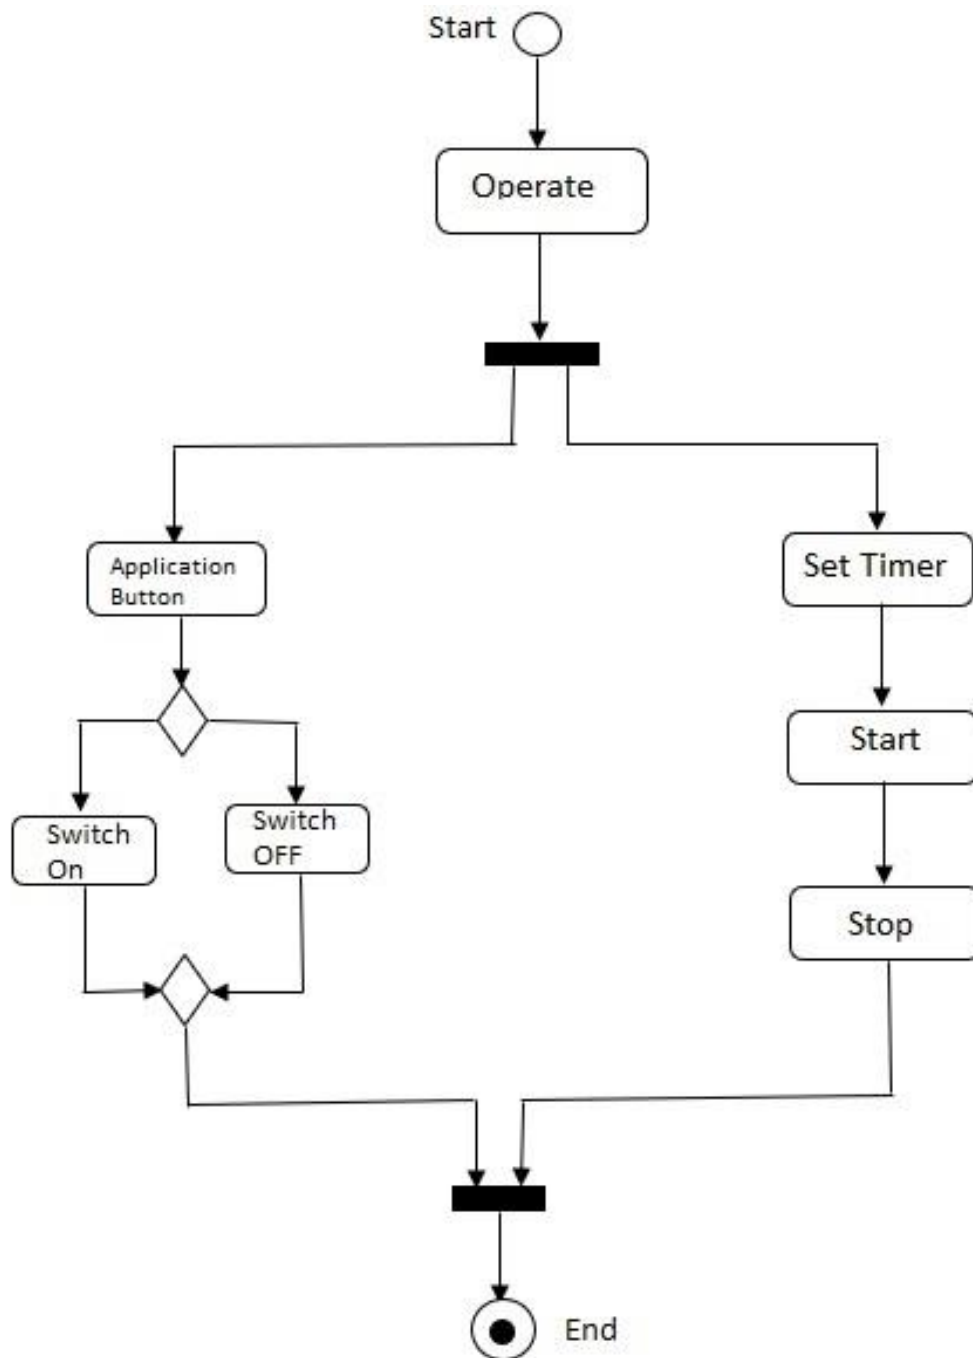 Start
Operate
Application
Button
Set Timer
Switch
On
Switch
OFF
Start
Stop
End